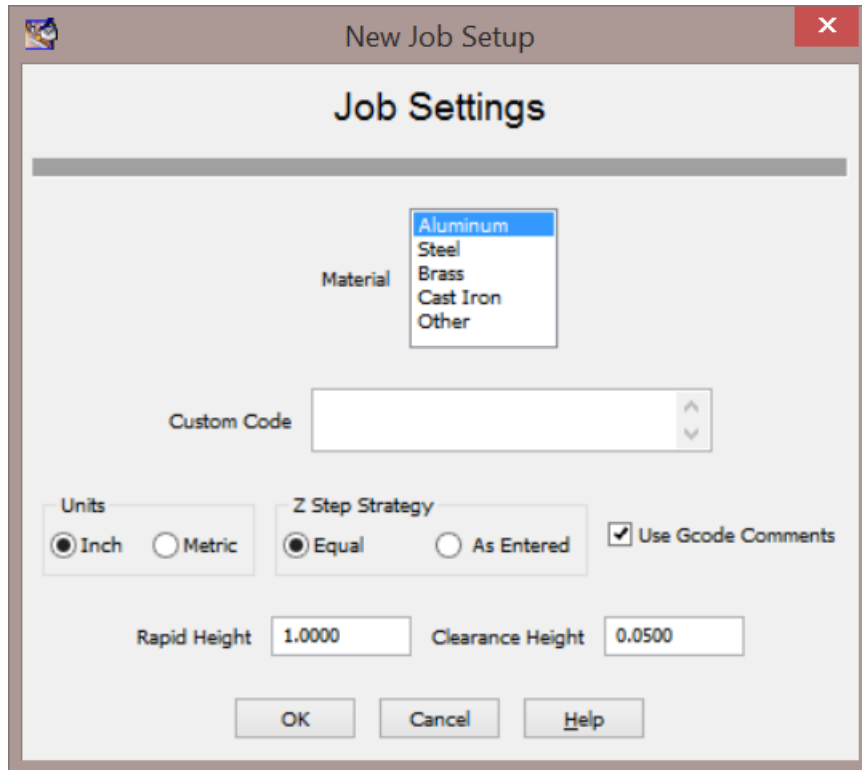 New Job Setup
Job Settings
Material
Aluminum
Steel
Brass
Cast Iron
Other
Custom Code
Units
Inch Metric
Z Step Strategy
Equal As Entered
Use Gcode Comments
Rapid Height 1.0000 Clearance Height 0.0500
OK Cancel Help